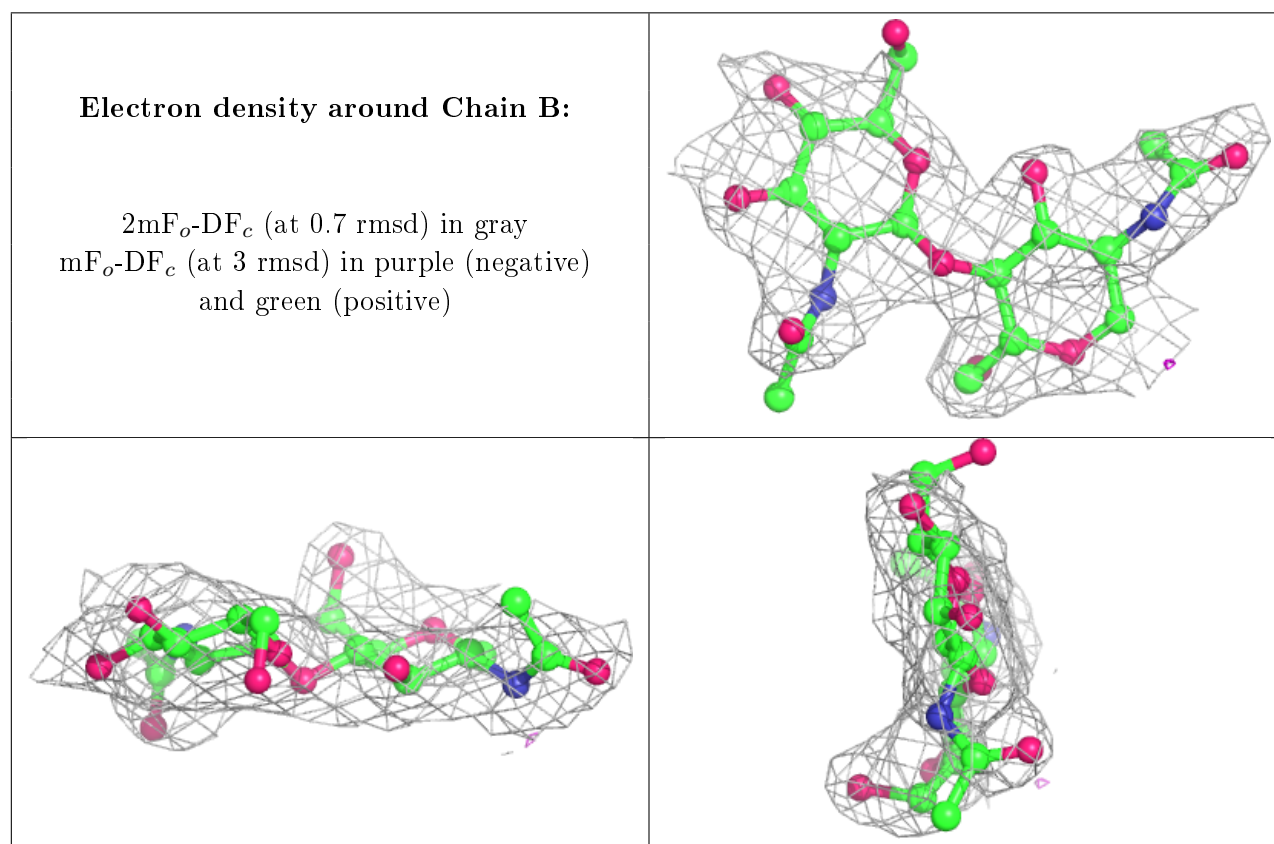 Electron density around Chain B:
2mFₒ-DF𝒸 (at 0.7 rmsd) in gray
mFₒ-DF𝒸 (at 3 rmsd) in purple (negative)
and green (positive)